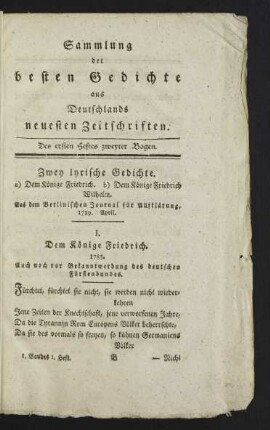 Sammlung
der
besten Gedichte
aus
Deutschlands
neuesten Zeitschriften.
Des ersten Heftes zweyter Bogen.
Zwey lyrische Gedichte.
a) Dem Könige Friedrich. b) Dem Könige Friedrich
Wilhelm.
Aus dem Berlinischen Journal für Aufklärung,
1789. April.
I.
Dem Könige Friedrich.
1785.
Auch noch vor Bekanntwerdung des deutschen
Fürstenbundes.
Fürchtet, fürchtet sie nicht, sie werden nicht wieder-
kehren
Jene Zeiten der Knechtschaft, jene verworfenen Jahre,
Da die Tyrannin Rom Europens Völker beherrschte,
Da sie des vormals so freyen, so kühnen Germaniens
Völker
1. Bandes 1. Heft. B — Nicht